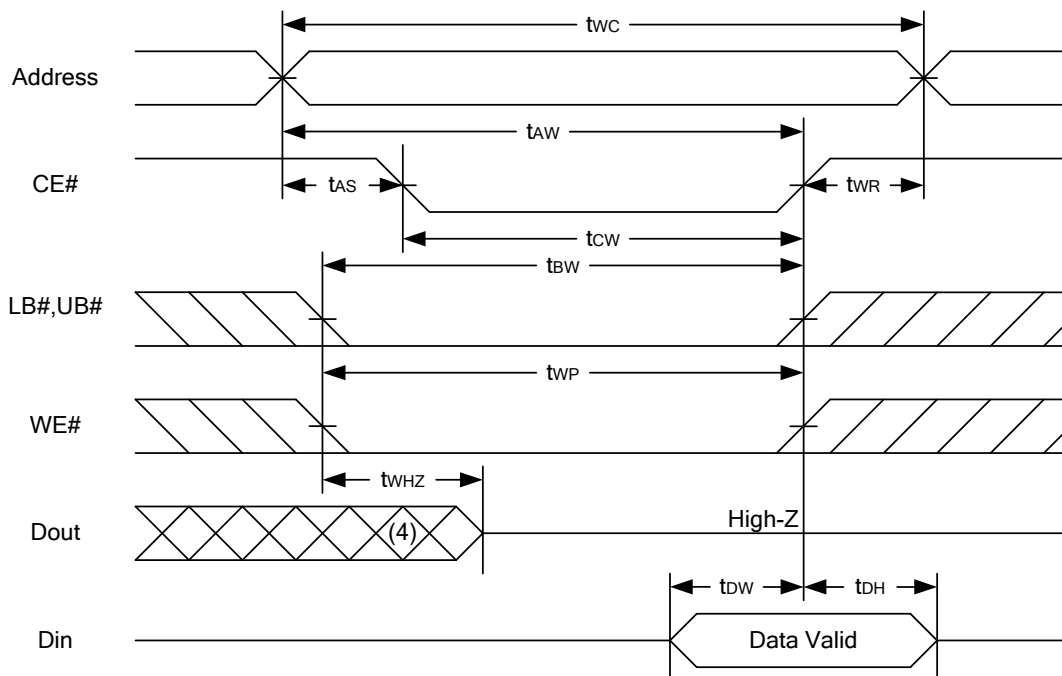 tWC
Address
tAW
CE#
tAS
tWR
tCW
tBW
LB#,UB#
tWP
WE#
tWHZ
Dout
(4)
High-Z
tDW
tDH
Din
Data Valid